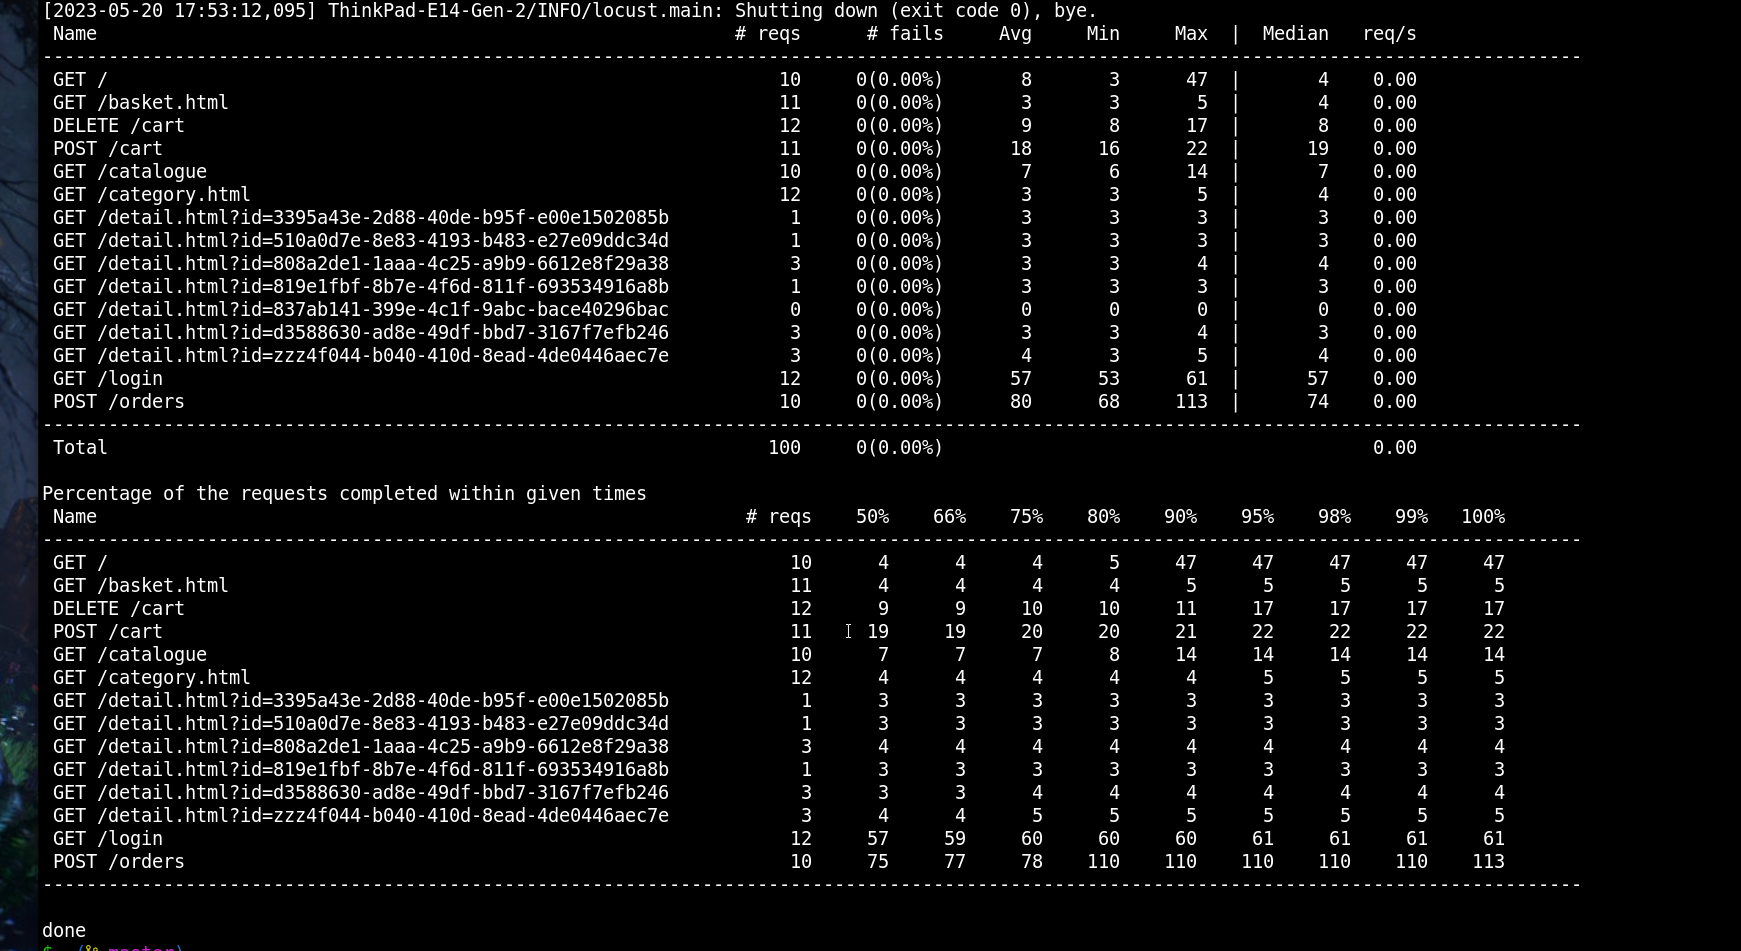 [2023-05-20 17:53:12,095] ThinkPad-E14-Gen-2/INFO/locust.main: Shutting down (exit code 0), bye.
 Name                                                          # reqs      # fails     Avg     Min     Max  |  Median   req/s
--------------------------------------------------------------------------------------------------------------------------------------------
 GET /                                                             10     0(0.00%)       8       3      47  |       4    0.00
 GET /basket.html                                                  11     0(0.00%)       3       3       5  |       4    0.00
 DELETE /cart                                                      12     0(0.00%)       9       8      17  |       8    0.00
 POST /cart                                                        11     0(0.00%)      18      16      22  |      19    0.00
 GET /catalogue                                                    10     0(0.00%)       7       6      14  |       7    0.00
 GET /category.html                                                12     0(0.00%)       3       3       5  |       4    0.00
 GET /detail.html?id=3395a43e-2d88-40de-b95f-e00e1502085b           1     0(0.00%)       3       3       3  |       3    0.00
 GET /detail.html?id=510a0d7e-8e83-4193-b483-e27e09ddc34d           1     0(0.00%)       3       3       3  |       3    0.00
 GET /detail.html?id=808a2de1-1aaa-4c25-a9b9-6612e8f29a38           3     0(0.00%)       3       3       4  |       4    0.00
 GET /detail.html?id=819e1fbf-8b7e-4f6d-811f-693534916a8b           1     0(0.00%)       3       3       3  |       3    0.00
 GET /detail.html?id=837ab141-399e-4c1f-9abc-bace40296bac           0     0(0.00%)       0       0       0  |       0    0.00
 GET /detail.html?id=d3588630-ad8e-49df-bbd7-3167f7efb246           3     0(0.00%)       3       3       4  |       3    0.00
 GET /detail.html?id=zzz4f044-b040-410d-8ead-4de0446aec7e           3     0(0.00%)       4       3       5  |       4    0.00
 GET /login                                                        12     0(0.00%)      57      53      61  |      57    0.00
 POST /orders                                                      10     0(0.00%)      80      68     113  |      74    0.00
--------------------------------------------------------------------------------------------------------------------------------------------
 Total                                                            100     0(0.00%)                                       0.00
Percentage of the requests completed within given times
 Name                                                           # reqs    50%    66%    75%    80%    90%    95%    98%    99%   100%
--------------------------------------------------------------------------------------------------------------------------------------------
 GET /                                                              10      4      4      4      5     47     47     47     47     47
 GET /basket.html                                                   11      4      4      4      4      5      5      5      5      5
 DELETE /cart                                                       12      9      9     10     10     11     17     17     17     17
 POST /cart                                                         11     19     19     20     20     21     22     22     22     22
 GET /catalogue                                                     10      7      7      7      8     14     14     14     14     14
 GET /category.html                                                 12      4      4      4      4      4      5      5      5      5
 GET /detail.html?id=3395a43e-2d88-40de-b95f-e00e1502085b            1      3      3      3      3      3      3      3      3      3
 GET /detail.html?id=510a0d7e-8e83-4193-b483-e27e09ddc34d            1      3      3      3      3      3      3      3      3      3
 GET /detail.html?id=808a2de1-1aaa-4c25-a9b9-6612e8f29a38            3      4      4      4      4      4      4      4      4      4
 GET /detail.html?id=819e1fbf-8b7e-4f6d-811f-693534916a8b            1      3      3      3      3      3      3      3      3      3
 GET /detail.html?id=d3588630-ad8e-49df-bbd7-3167f7efb246            3      3      3      4      4      4      4      4      4      4
 GET /detail.html?id=zzz4f044-b040-410d-8ead-4de0446aec7e            3      4      4      5      5      5      5      5      5      5
 GET /login                                                         12     57     59     60     60     60     61     61     61     61
 POST /orders                                                       10     75     77     78    110    110    110    110    110    113
--------------------------------------------------------------------------------------------------------------------------------------------
done